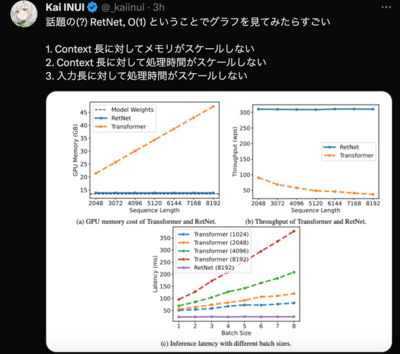 Kai INUI @_kaiinui · 3h
話題の(?) RetNet, O(1) ということでグラフを見てみたらすごい
1. Context 長に対してメモリがスケールしない
2. Context 長に対して処理時間がスケールしない
3. 入力長に対して処理時間がスケールしない
GPU Memory (GB)
45
40
35
30
25
20
15
Model Weights
RetNet
Transformer
2048 3072 4096 5120 6144 7168 8192
Sequence Length
(a) GPU memory cost of Transformer and RetNet.
Throughput (wps)
300
250
200
150
100
50
RetNet
Transformer
2048 3072 4096 5120 6144 7168 8192
Sequence Length
(b) Throughput of Transformer and RetNet.
Latency (ms)
350
300
250
200
150
100
50
Transformer (1024)
Transformer (2048)
Transformer (4096)
Transformer (8192)
RetNet (8192)
1 2 3 4 5 6 7 8
Batch Size
(c) Inference latency with different batch sizes.